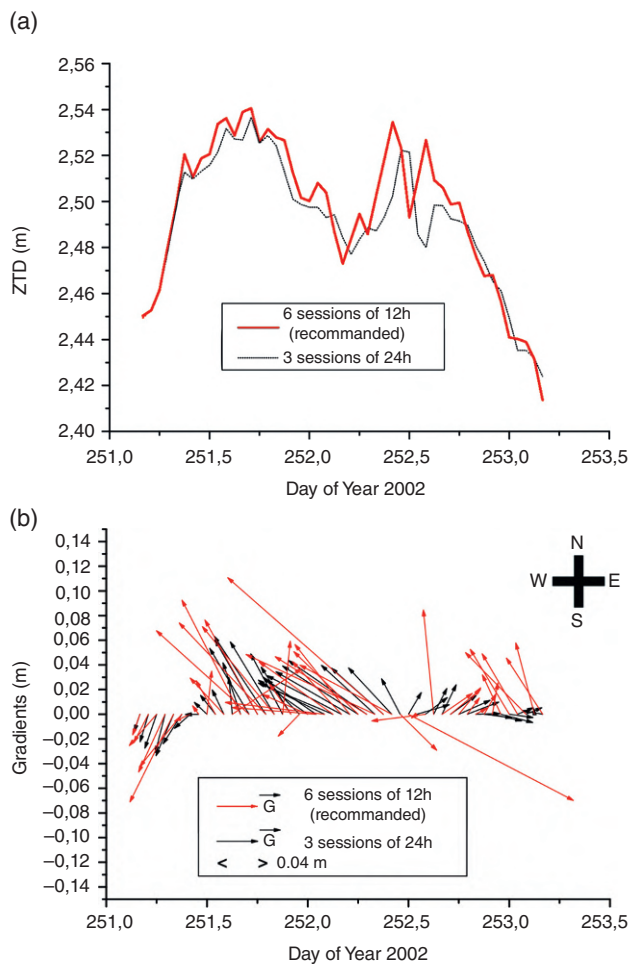 (a)
2,56
2,54
2,52
2,50
2,48
2,46
2,44
2,42
2,40
ZTD (m)
6 sessions of 12h
(recommanded)
3 sessions of 24h
251,0 251,5 252,0 252,5 253,0 253,5
Day of Year 2002
(b)
0,14
0,12
0,10
0,08
0,06
0,04
0,02
0,00
−0,02
−0,04
−0,06
−0,07
−0,10
−0,12
−0,14
Gradients (m)
N
W E
S
G 6 sessions of 12h
(recommanded)
G 3 sessions of 24h
< > 0.04 m
251,0 251,5 252,0 252,5 253,0 253,5
Day of Year 2002